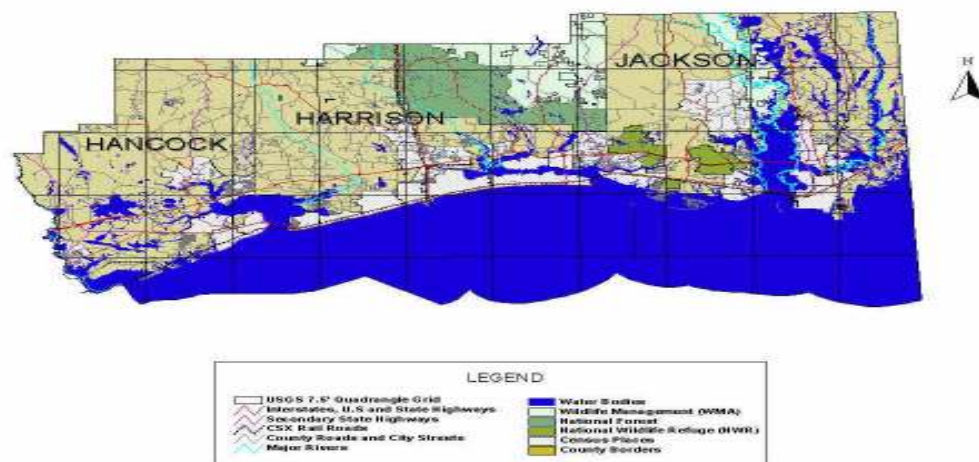 JACKSON
N
HARRISON
HANCOCK
LEGEND
USGS 7.5' Quadrangle Grid
Interstates, U.S and State Highways
Secondary State Highways
CSX Rail Roads
County Roads and City Streets
Major Rivers
Water Bodies
Wildlife Management (WMA)
National Forest
National Wildlife Refuge (NWR)
Census Places
County Borders